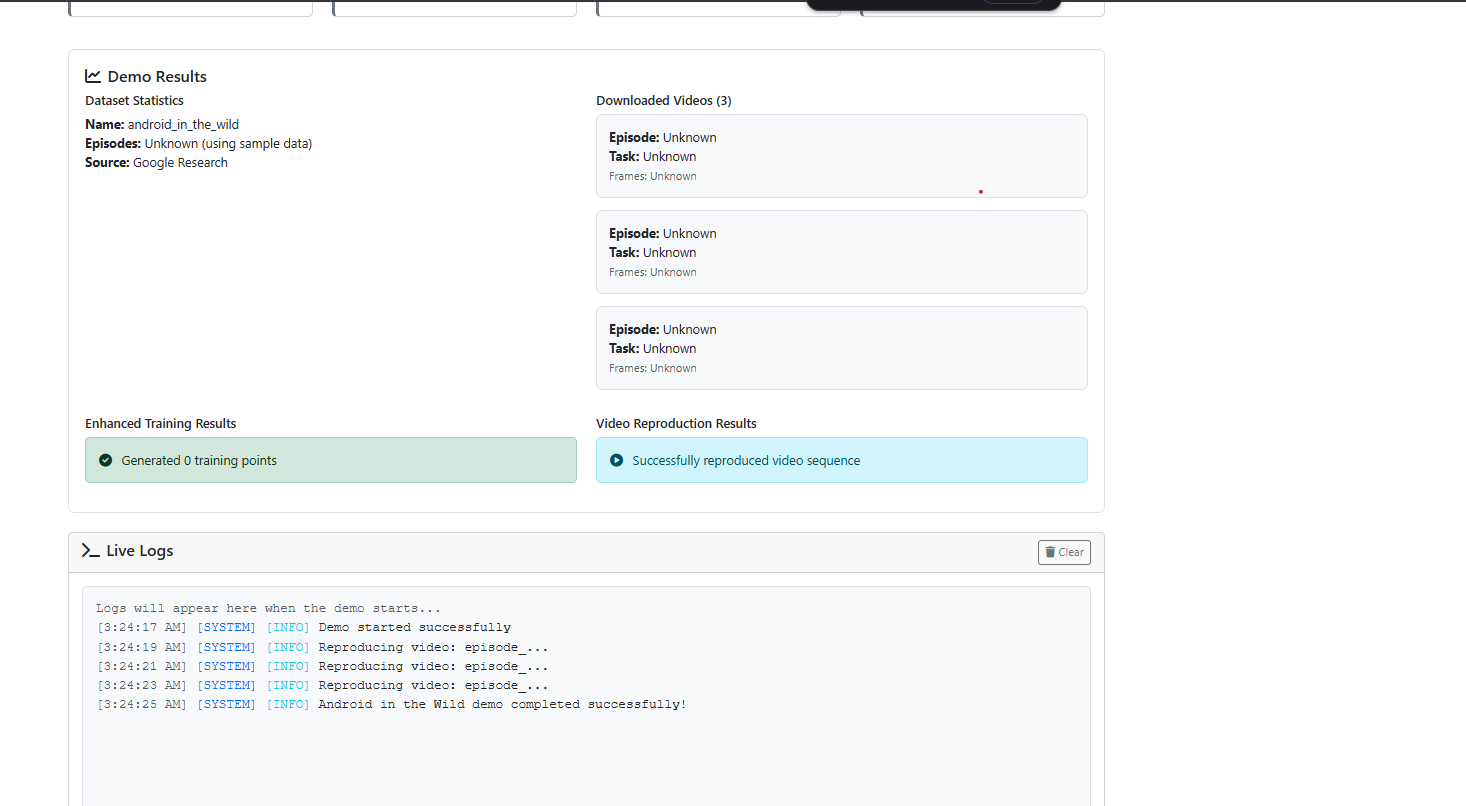 Demo Results
Dataset Statistics
Name: android_in_the_wild
Episodes: Unknown (using sample data)
Source: Google Research
Downloaded Videos (3)
Episode: Unknown
Task: Unknown
Frames: Unknown
Episode: Unknown
Task: Unknown
Frames: Unknown
Episode: Unknown
Task: Unknown
Frames: Unknown
Enhanced Training Results
Generated 0 training points
Video Reproduction Results
Successfully reproduced video sequence
Live Logs
Clear
Logs will appear here when the demo starts...
[3:24:17 AM] [SYSTEM] [INFO] Demo started successfully
[3:24:19 AM] [SYSTEM] [INFO] Reproducing video: episode_...
[3:24:21 AM] [SYSTEM] [INFO] Reproducing video: episode_...
[3:24:23 AM] [SYSTEM] [INFO] Reproducing video: episode_...
[3:24:25 AM] [SYSTEM] [INFO] Android in the Wild demo completed successfully!